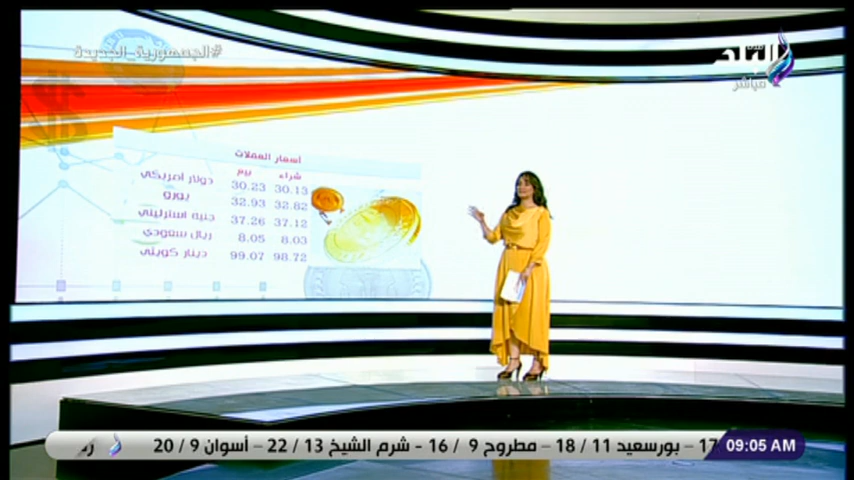 #الجمهورية_الجديدة
صدى
البلد
مباشر
أسعار العملات
شراء بيع
دولار أمريكي 30.13 30.23
يورو 32.82 32.93
جنية استرليني 37.12 37.26
ريال سعودي 8.03 8.05
دينار كويتي 98.72 99.07
17 – بورسعيد 11 / 18 – مطروح 9 / 16 - شرم الشيخ 13 / 22 – أسوان 9 / 20
09:05 AM